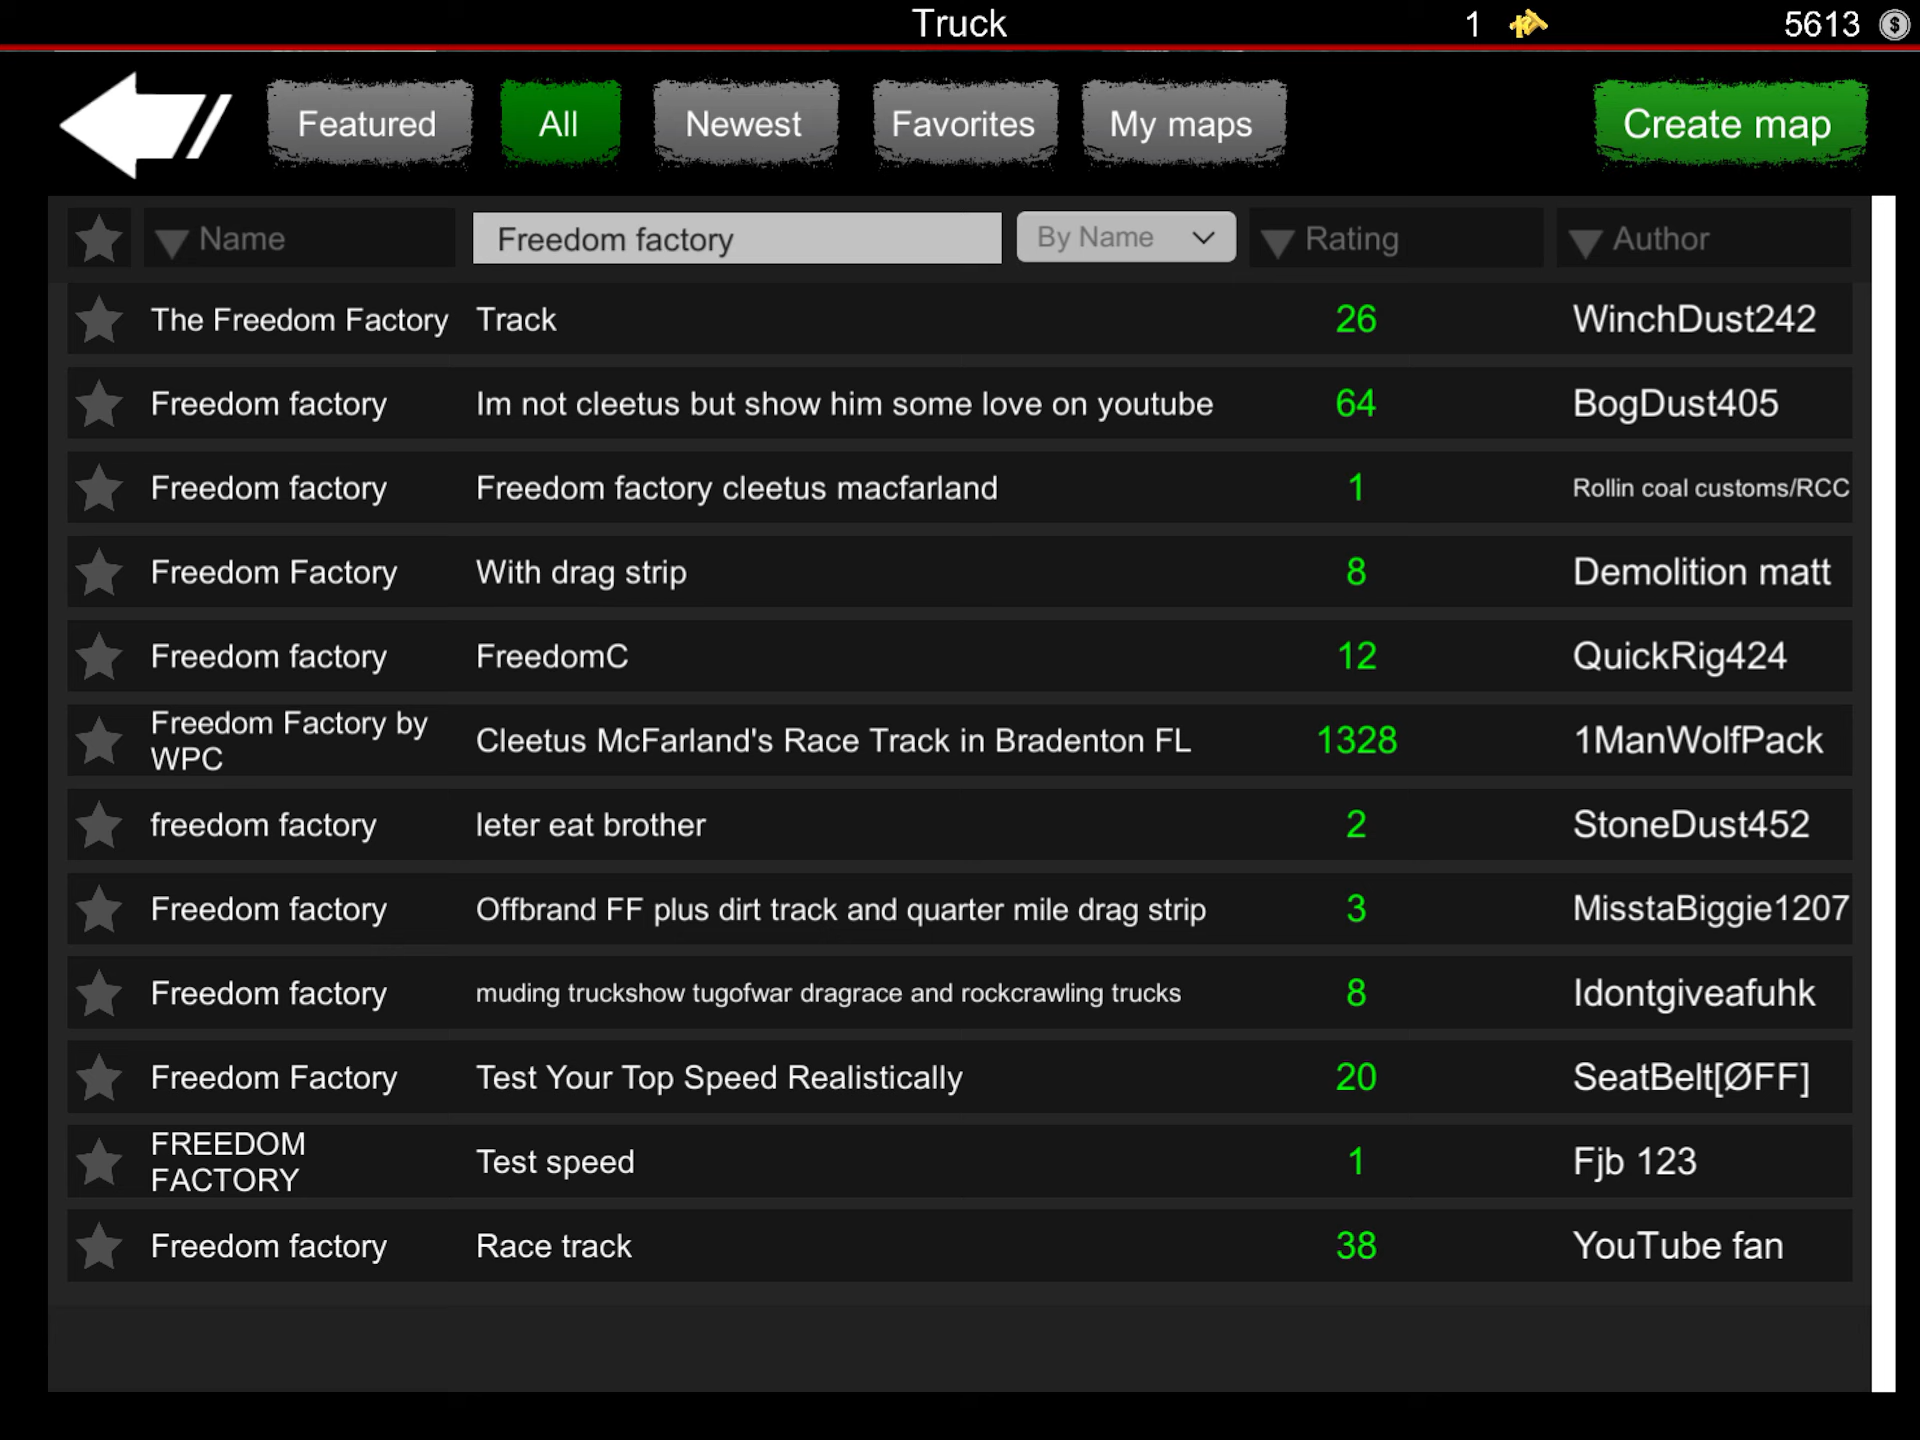 Truck 1 5613
Featured All Newest Favorites My maps Create map
Name Freedom factory By Name Rating Author
The Freedom Factory Track 26 WinchDust242
Freedom factory Im not cleetus but show him some love on youtube 64 BogDust405
Freedom factory Freedom factory cleetus macfarland 1 Rollin coal customs/RCC
Freedom Factory With drag strip 8 Demolition matt
Freedom factory FreedomC 12 QuickRig424
Freedom Factory by
WPC Cleetus McFarland's Race Track in Bradenton FL 1328 1ManWolfPack
freedom factory leter eat brother 2 StoneDust452
Freedom factory Offbrand FF plus dirt track and quarter mile drag strip 3 MisstaBiggie1207
Freedom factory muding truckshow tugofwar dragrace and rockcrawling trucks 8 Idontgiveafuhk
Freedom Factory Test Your Top Speed Realistically 20 SeatBelt[ØFF]
FREEDOM
FACTORY Test speed 1 Fjb 123
Freedom factory Race track 38 YouTube fan